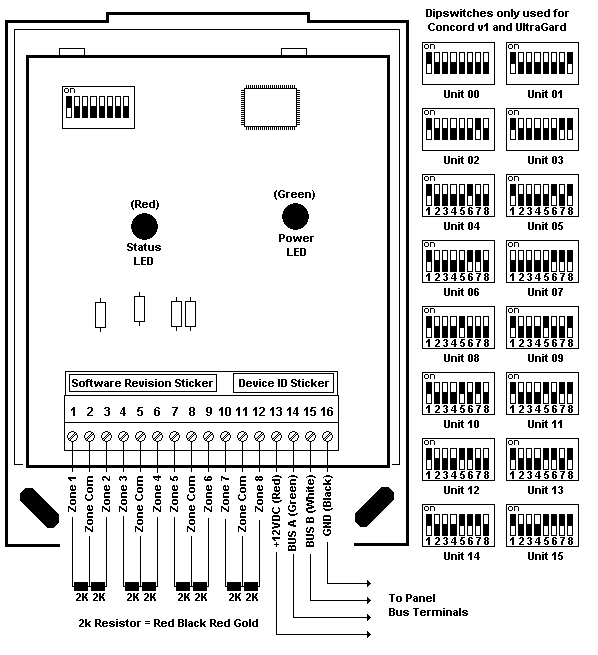 Dipswitches only used for
Concord v1 and UltraGard
on
on
on
Unit 00
Unit 01
on
on
Unit 02
Unit 03
on
on
1 2 3 4 5 6 7 8
1 2 3 4 5 6 7 8
Unit 04
Unit 05
on
on
1 2 3 4 5 6 7 8
1 2 3 4 5 6 7 8
Unit 06
Unit 07
on
on
1 2 3 4 5 6 7 8
1 2 3 4 5 6 7 8
Unit 08
Unit 09
on
on
1 2 3 4 5 6 7 8
1 2 3 4 5 6 7 8
Unit 10
Unit 11
on
on
1 2 3 4 5 6 7 8
1 2 3 4 5 6 7 8
Unit 12
Unit 13
on
on
1 2 3 4 5 6 7 8
1 2 3 4 5 6 7 8
Unit 14
Unit 15
(Red)
Status
LED
(Green)
Power
LED
Software Revision Sticker
Device ID Sticker
1 2 3 4 5 6 7 8 9 10 11 12 13 14 15 16
Zone 1
Zone Com
Zone 2
Zone 3
Zone Com
Zone 4
Zone 5
Zone Com
Zone 6
Zone 7
Zone Com
Zone 8
+12VDC (Red)
BUS A (Green)
BUS B (White)
GND (Black)
2K 2K 2K 2K 2K 2K 2K 2K
To Panel
Bus Terminals
2k Resistor = Red Black Red Gold